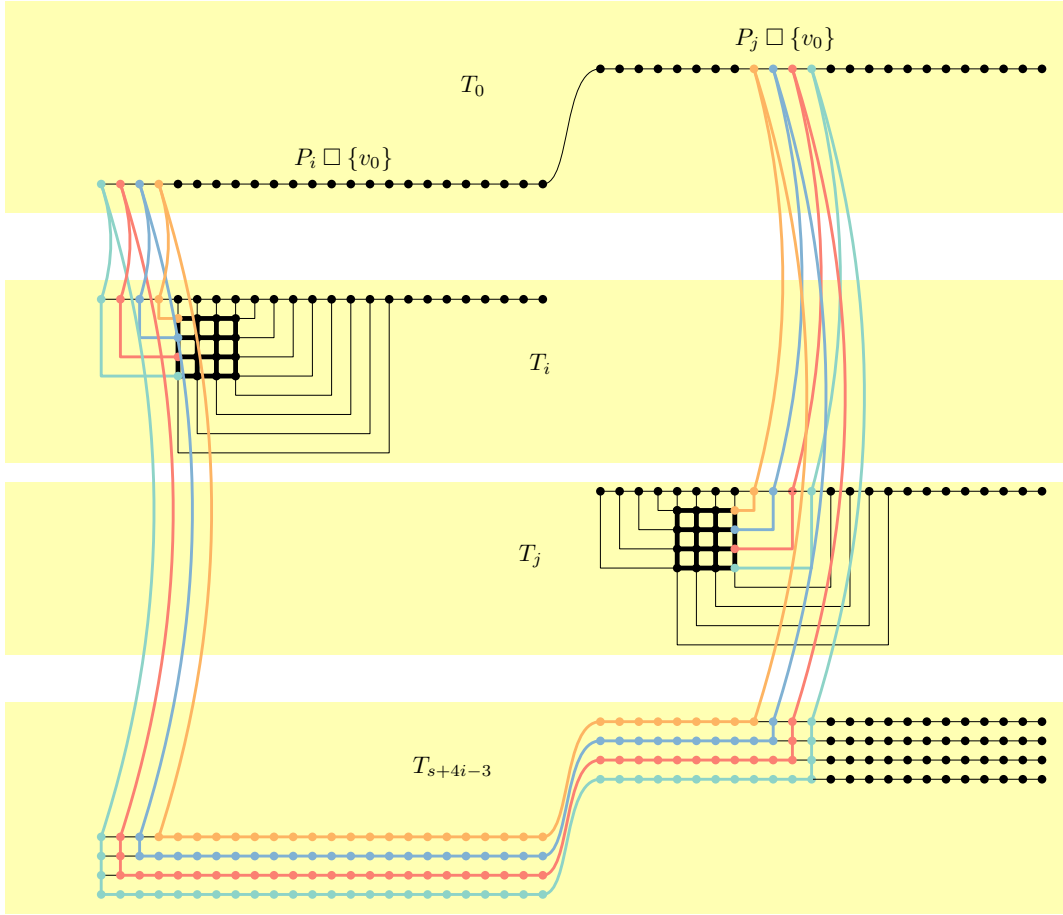 P_j □ {v_0}
T_0
P_i □ {v_0}
T_i
T_j
T_{s+4i−3}